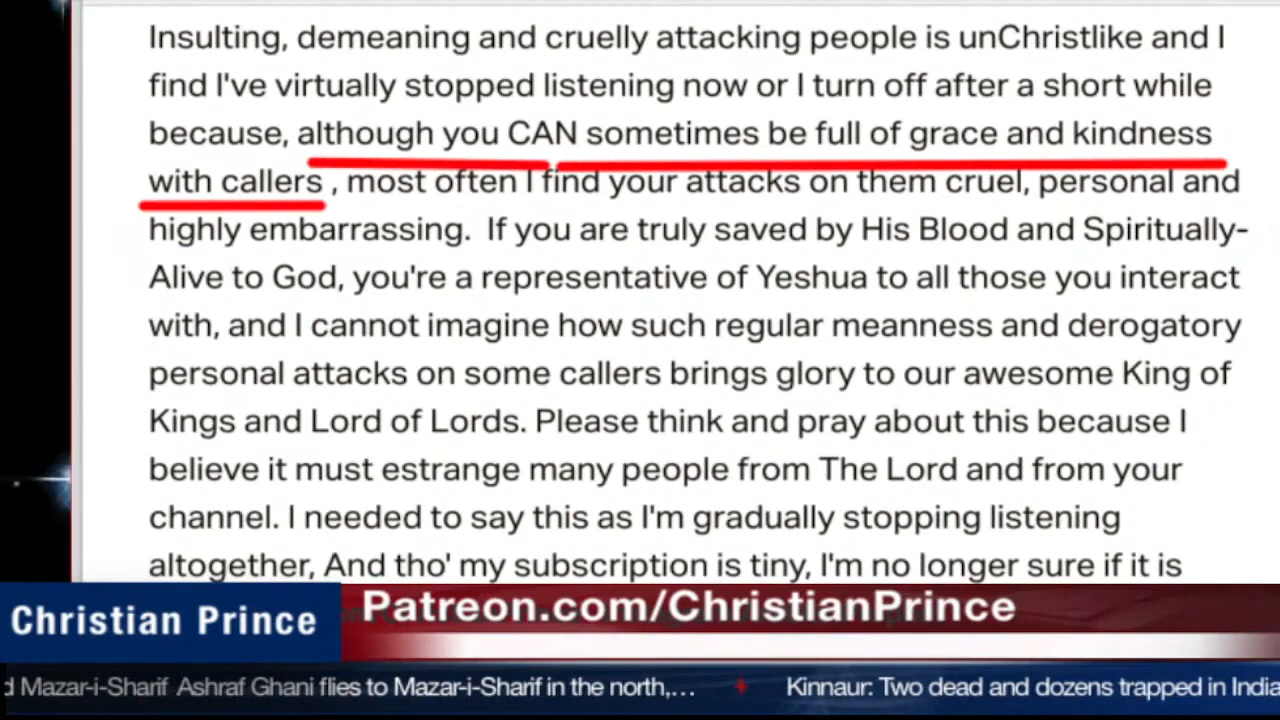 Insulting, demeaning and cruelly attacking people is unChristlike and I
find I've virtually stopped listening now or I turn off after a short while
because, although you CAN sometimes be full of grace and kindness
with callers , most often I find your attacks on them cruel, personal and
highly embarrassing. If you are truly saved by His Blood and Spiritually-
Alive to God, you're a representative of Yeshua to all those you interact
with, and I cannot imagine how such regular meanness and derogatory
personal attacks on some callers brings glory to our awesome King of
Kings and Lord of Lords. Please think and pray about this because I
believe it must estrange many people from The Lord and from your
channel. I needed to say this as I'm gradually stopping listening
altogether, And tho' my subscription is tiny, I'm no longer sure if it is
Patreon.com/ChristianPrince
Christian Prince
Mazar-i-Sharif Ashraf Ghani flies to Mazar-i-Sharif in the north,... Kinnaur: Two dead and dozens trapped in India